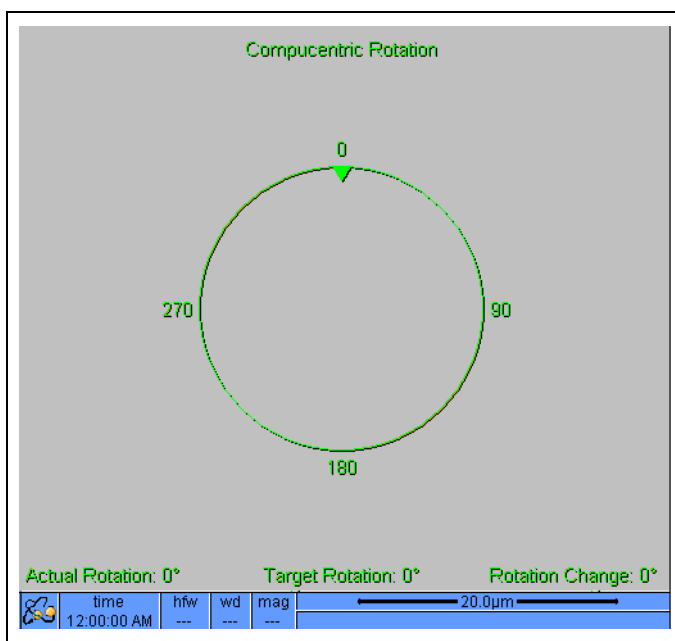 Compucentric Rotation
0
270 90
180
Actual Rotation: 0° Target Rotation: 0° Rotation Change: 0°
time hfw wd mag 20.0µm
12:00:00 AM --- --- ---